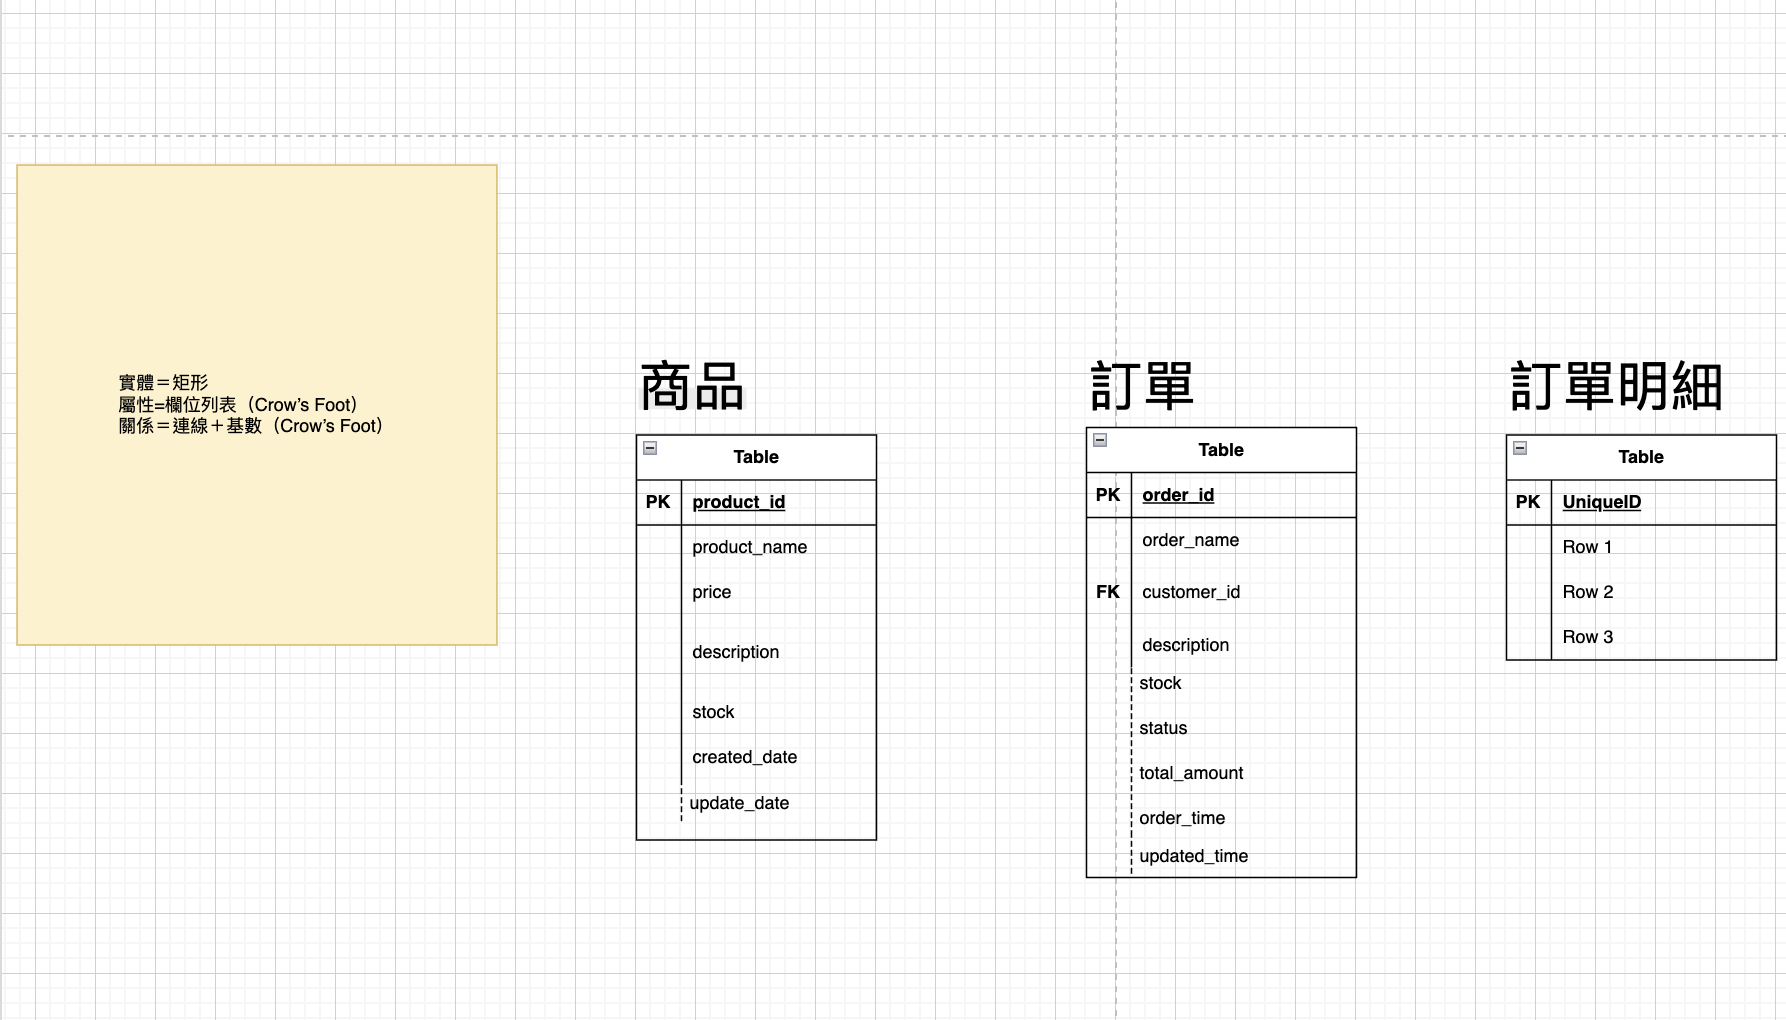 實體＝矩形
屬性=欄位列表（Crow’s Foot）
關係＝連線＋基數（Crow’s Foot）
商品
Table
PK product_id
product_name
price
description
stock
created_date
update_date
訂單
Table
PK order_id
order_name
FK customer_id
description
stock
status
total_amount
order_time
updated_time
訂單明細
Table
PK UniqueID
Row 1
Row 2
Row 3